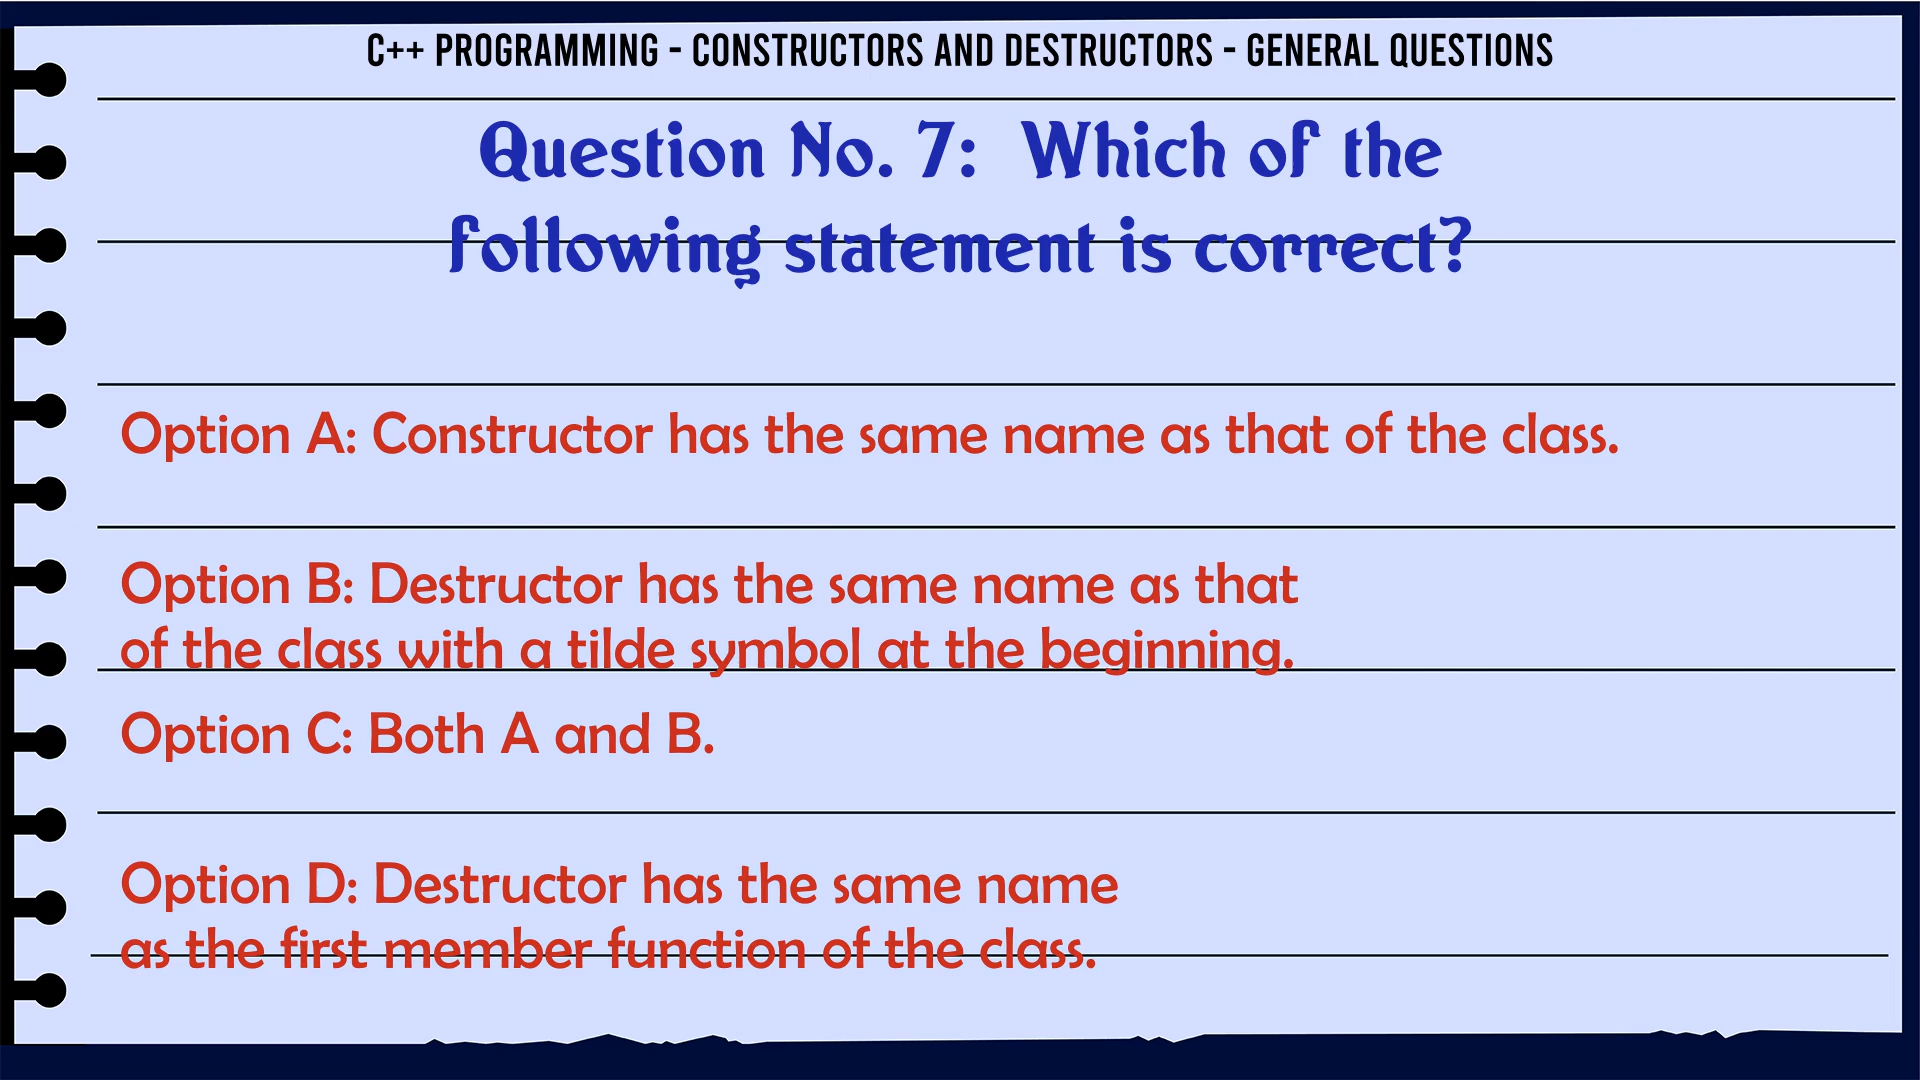 C++ PROGRAMMING - CONSTRUCTORS AND DESTRUCTORS - GENERAL QUESTIONS
Question No. 7: Which of the
following statement is correct?
Option A: Constructor has the same name as that of the class.
Option B: Destructor has the same name as that
of the class with a tilde symbol at the beginning.
Option C: Both A and B.
Option D: Destructor has the same name
as the first member function of the class.